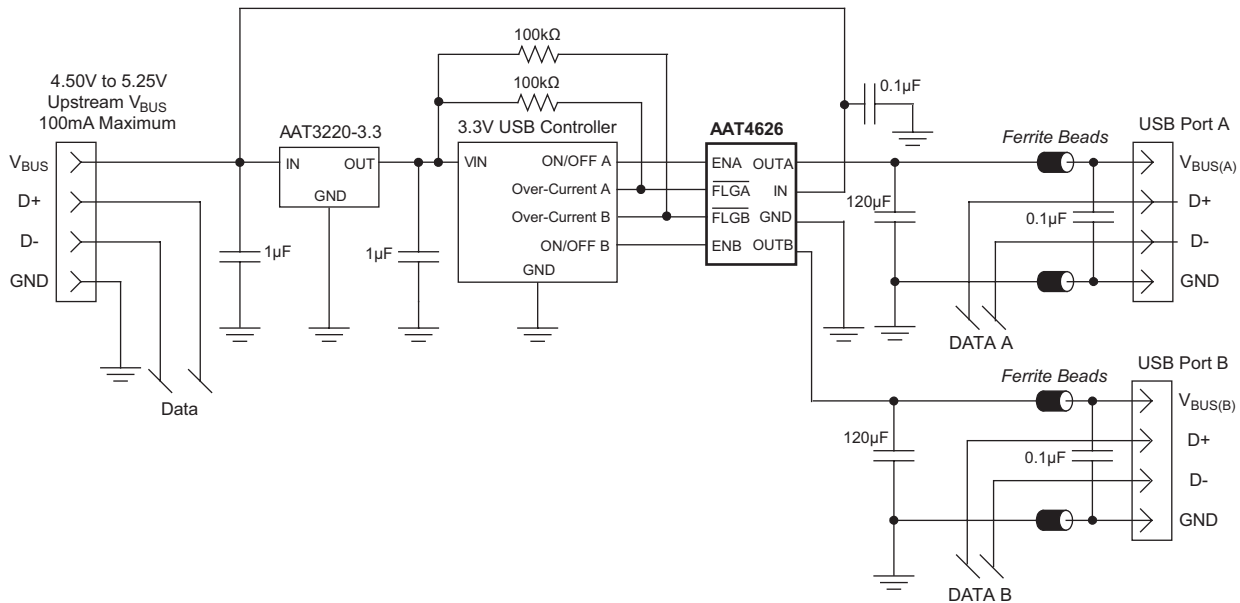 100kΩ
100kΩ
4.50V to 5.25V
Upstream VBUS
100mA Maximum
VBUS
D+
D-
GND
Data
1µF
AAT3220-3.3
IN
OUT
GND
1µF
3.3V USB Controller
VIN
ON/OFF A
Over-Current A
Over-Current B
ON/OFF B
GND
AAT4626
ENA
OUTA
FLGA
IN
FLGB
GND
ENB
OUTB
0.1µF
120µF
Ferrite Beads
0.1µF
USB Port A
VBUS(A)
D+
D-
GND
DATA A
120µF
Ferrite Beads
0.1µF
USB Port B
VBUS(B)
D+
D-
GND
DATA B